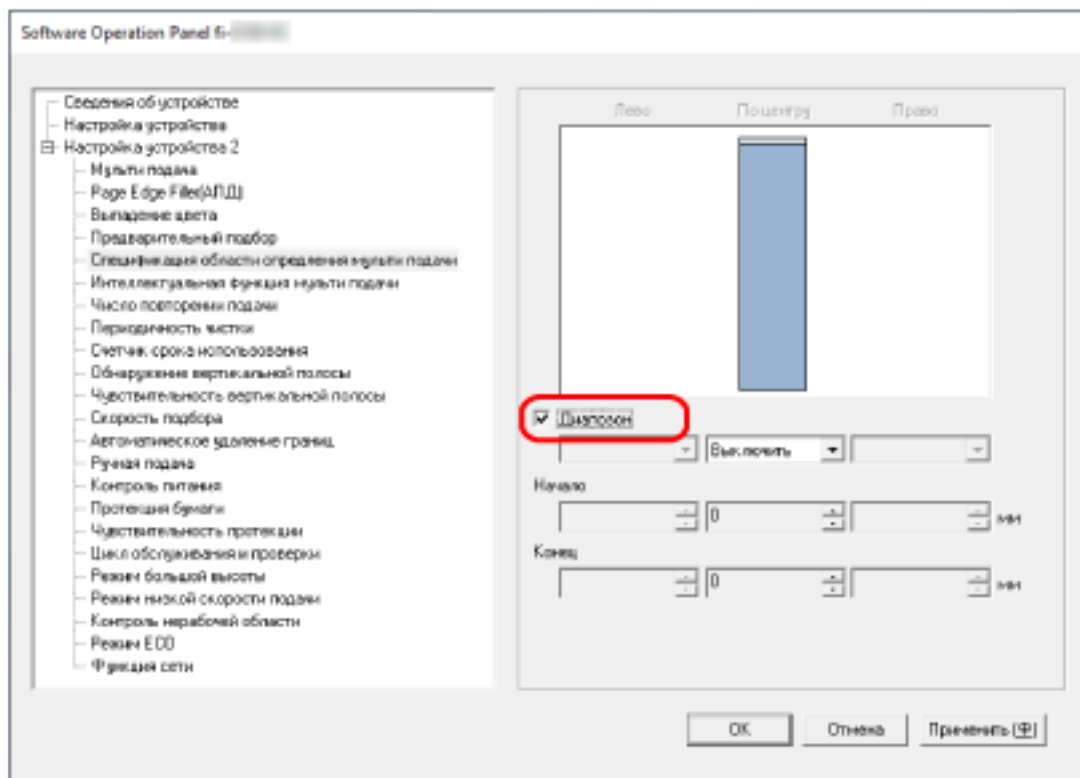 Software Operation Panel fi-
Сведения об устройстве
Настройка устройства
Настройка устройства 2
Мульти подача
Page Edge Filler(АПД)
Выпадение цвета
Предварительный подбор
Спецификация области опредления мульти подачи
Интеллектуальная функция мульти подачи
Число повторении подачи
Периодичность чистки
Счетчик срока использования
Обнаружение вертикальной полосы
Чувствительность вертикальной полосы
Скорость подбора
Автоматическое удаление границ
Ручная подача
Контроль питания
Протекция бумаги
Чувствительность протекции
Цикл обслуживания и проверки
Режим большой высоты
Режим низкой скорости подачи
Контроль нерабочей области
Режим ECO
Функция сети
Лево По центру Право
Диапозон
Выключить
Начало
0 мм
Конец
0 мм
OK Отмена Применить (Ф)